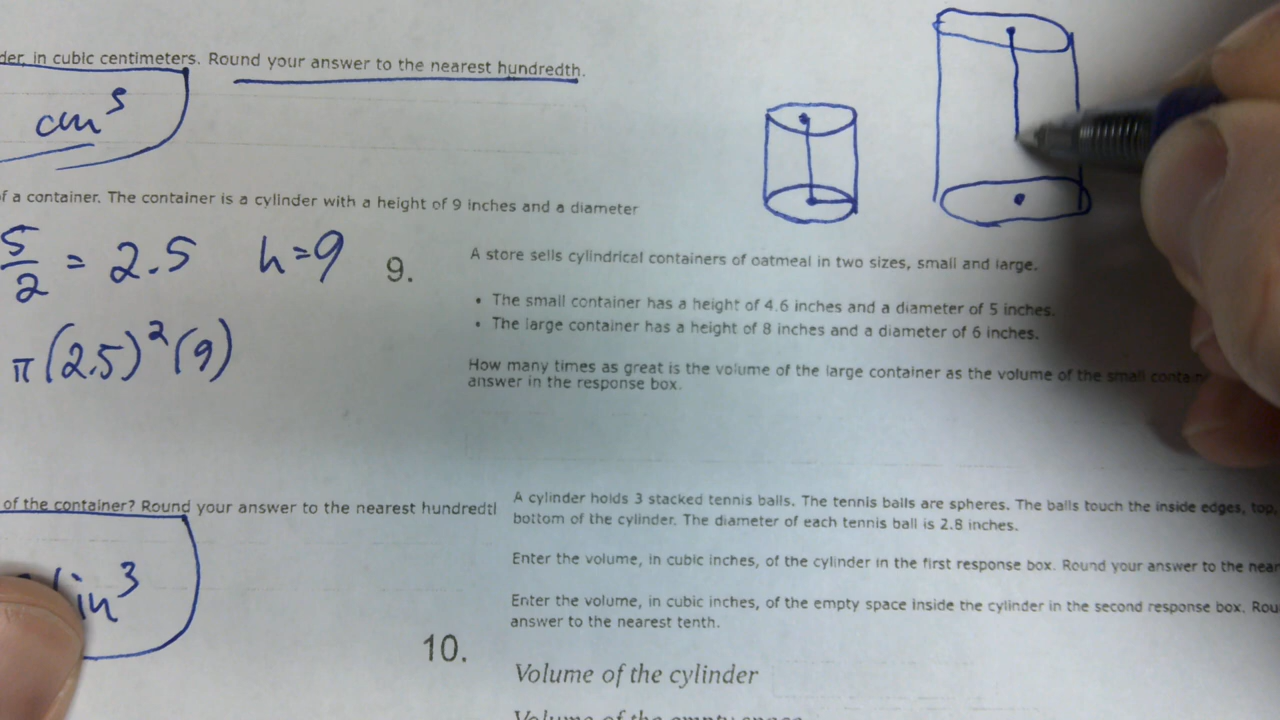 der, in cubic centimeters. Round your answer to the nearest hundredth.
cm³
of a container. The container is a cylinder with a height of 9 inches and a diameter
5/2 = 2.5 h=9
π(2.5)²(9)
9.
A store sells cylindrical containers of oatmeal in two sizes, small and large.
• The small container has a height of 4.6 inches and a diameter of 5 inches.
• The large container has a height of 8 inches and a diameter of 6 inches.
How many times as great is the volume of the large container as the volume of the small
answer in the response box.
of the container? Round your answer to the nearest
in³
10.
A cylinder holds 3 stacked tennis balls. The tennis balls are spheres. The balls touch the inside edges, top,
bottom of the cylinder. The diameter of each tennis ball is 2.8 inches.
Enter the volume, in cubic inches, of the cylinder in the first response box. Round your answer to the
Enter the volume, in cubic inches, of the empty space inside the cylinder in the second response box.
answer to the nearest tenth.
Volume of the cylinder
Volume of the empty space